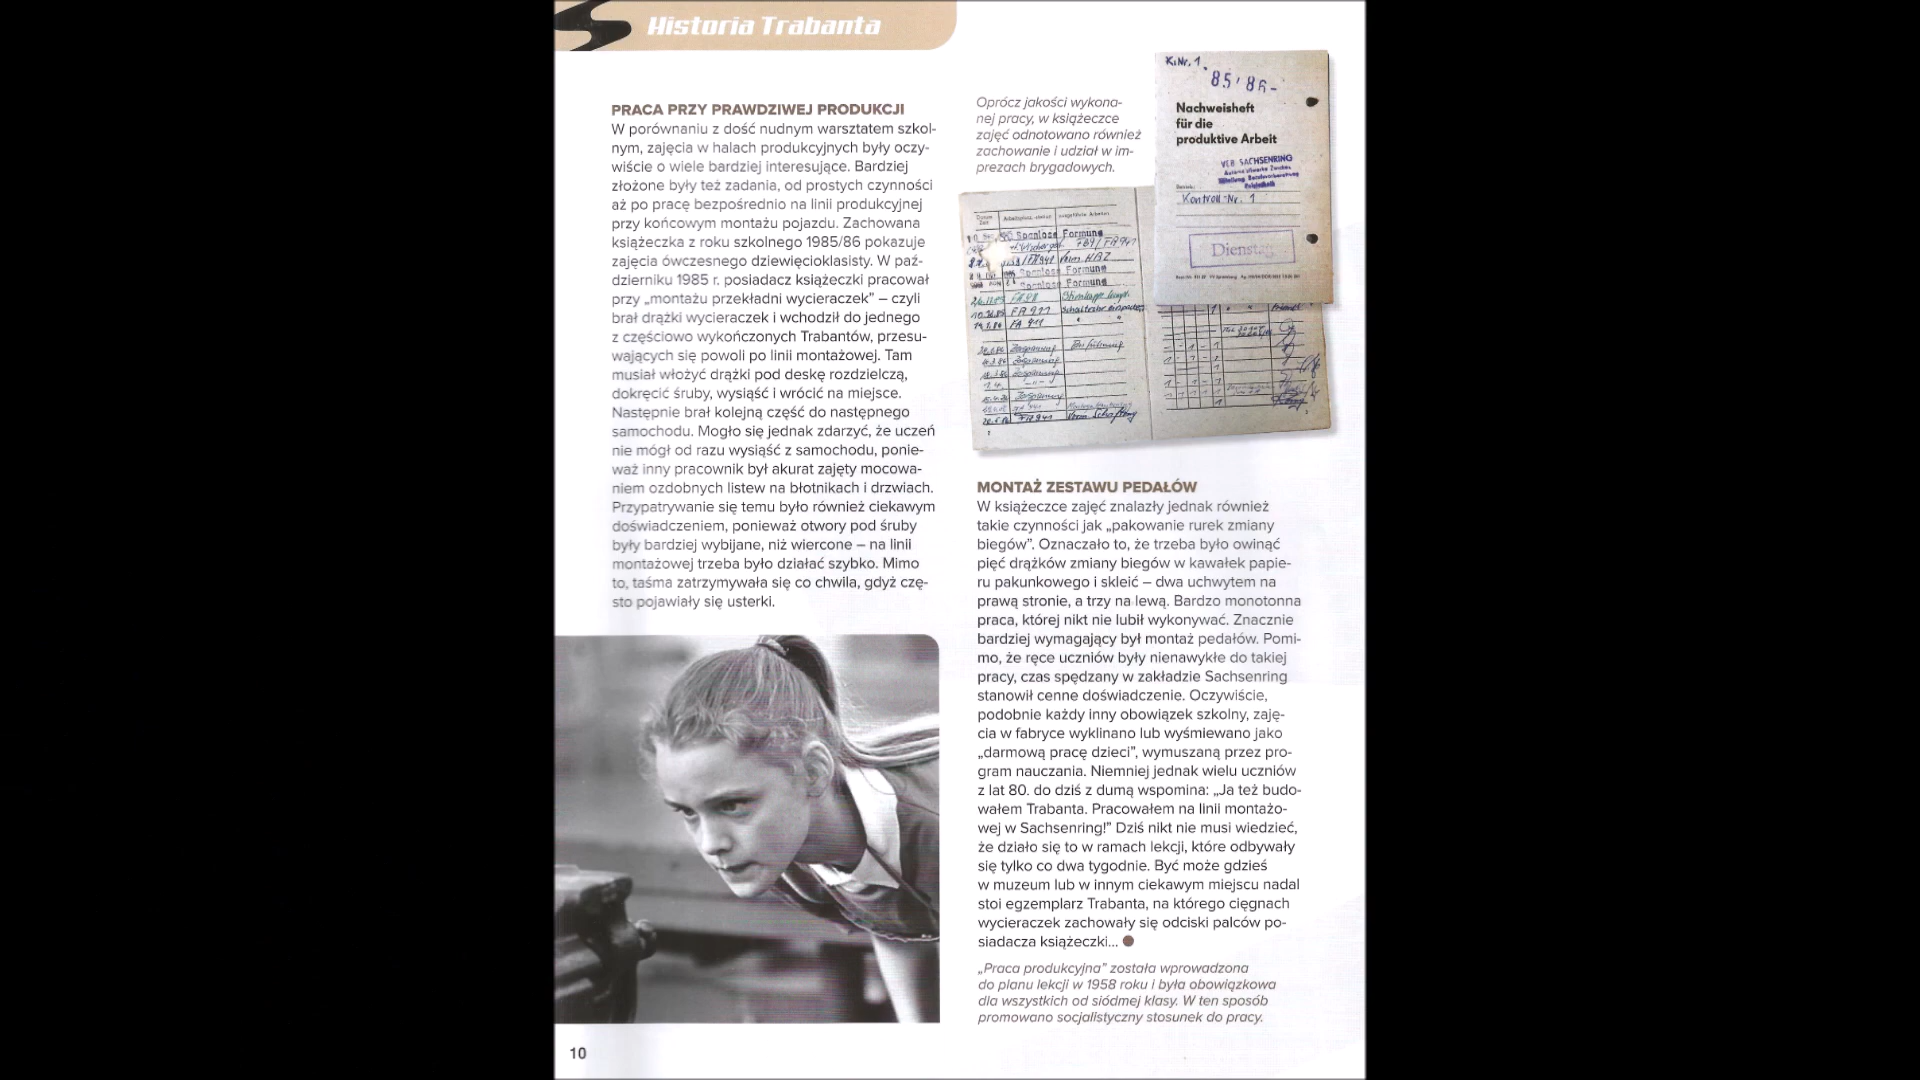 Historia Trabanta
PRACA PRZY PRAWDZIWEJ PRODUKCJI
W porównaniu z dość nudnym warsztatem szkol-
nym, zajęcia w halach produkcyjnych były oczy-
wiście o wiele bardziej interesujące. Bardziej
złożone były też zadania, od prostych czynności
aż po pracę bezpośrednio na linii produkcyjnej
przy końcowym montażu pojazdu. Zachowana
książeczka z roku szkolnego 1985/86 pokazuje
zajęcia ówczesnego dziewięcioklasisty. W paź-
dzierniku 1985 r. posiadacz książeczki pracował
przy „montażu przekładni wycieraczek” – czyli
brał drążki wycieraczek i wchodził do jednego
z częściowo wykończonych Trabantów, przesu-
wających się powoli po linii montażowej. Tam
musiał włożyć drążki pod deskę rozdzielczą,
dokręcić śruby, wysiąść i wrócić na miejsce.
Następnie brał kolejną część do następnego
samochodu. Mogło się jednak zdarzyć, że uczeń
nie mógł od razu wysiąść z samochodu, ponie-
waż inny pracownik był akurat zajęty mocowa-
niem ozdobnych listew na błotnikach i drzwiach.
Przypatrywanie się temu było również ciekawym
doświadczeniem, ponieważ otwory pod śruby
były bardziej wybijane, niż wiercone – na linii
montażowej trzeba było działać szybko. Mimo
to, taśma zatrzymywała się co chwila, gdyż czę-
sto pojawiały się usterki.
10
Oprócz jakości wykona-
nej pracy, w książeczce
zajęć odnotowano również
zachowanie i udział w im-
prezach brygadowych.
K.Nr. 1
85/86
Nachweisheft
für die
produktive Arbeit
VEB SACHSENRING
Kontroll-Nr. 1
Dienstag
Spanlose Formung
Spanlose Formung
Spanlose Formung
FA 911
FA 911
FA 941
MONTAŻ ZESTAWU PEDAŁÓW
W książeczce zajęć znalazły jednak również
takie czynności jak „pakowanie rurek zmiany
biegów”. Oznaczało to, że trzeba było owinąć
pięć drążków zmiany biegów w kawałek papie-
ru pakunkowego i skleić – dwa uchwytem na
prawą stronie, a trzy na lewą. Bardzo monotonna
praca, której nikt nie lubił wykonywać. Znacznie
bardziej wymagający był montaż pedałów. Pomi-
mo, że ręce uczniów były nienawykłe do takiej
pracy, czas spędzany w zakładzie Sachsenring
stanowił cenne doświadczenie. Oczywiście,
podobnie każdy inny obowiązek szkolny, zaję-
cia w fabryce wyklinano lub wyśmiewano jako
„darmową pracę dzieci”, wymuszaną przez pro-
gram nauczania. Niemniej jednak wielu uczniów
z lat 80. do dziś z dumą wspomina: „Ja też budo-
wałem Trabanta. Pracowałem na linii montażo-
wej w Sachsenring!” Dziś nikt nie musi wiedzieć,
że działo się to w ramach lekcji, które odbywały
się tylko co dwa tygodnie. Być może gdzieś
w muzeum lub w innym ciekawym miejscu nadal
stoi egzemplarz Trabanta, na którego cięgnach
wycieraczek zachowały się odciski palców po-
siadacza książeczki...
„Praca produkcyjna” została wprowadzona
do planu lekcji w 1958 roku i była obowiązkowa
dla wszystkich od siódmej klasy. W ten sposób
promowano socjalistyczny stosunek do pracy.